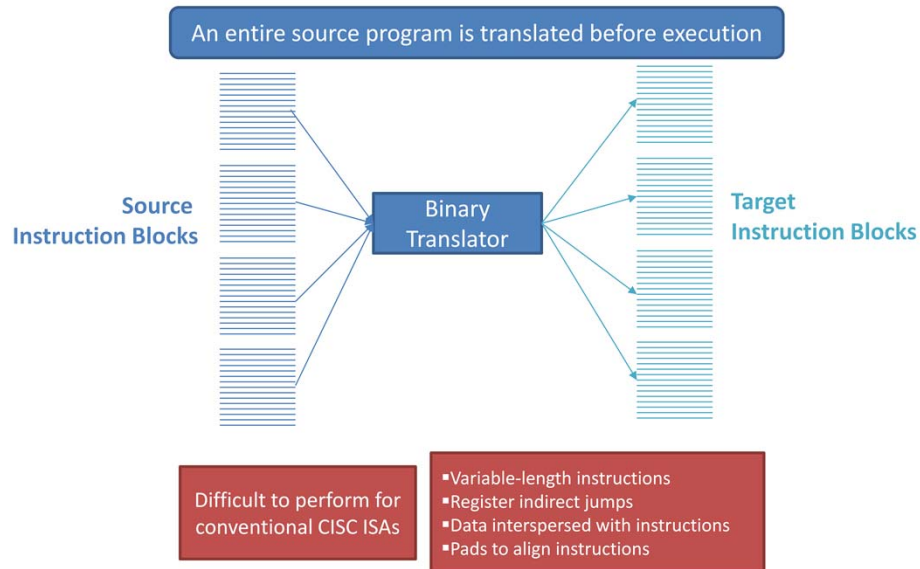 An entire source program is translated before execution
Source
Instruction Blocks
Binary
Translator
Target
Instruction Blocks
Difficult to perform for
conventional CISC ISAs
▪Variable-length instructions
▪Register indirect jumps
▪Data interspersed with instructions
▪Pads to align instructions